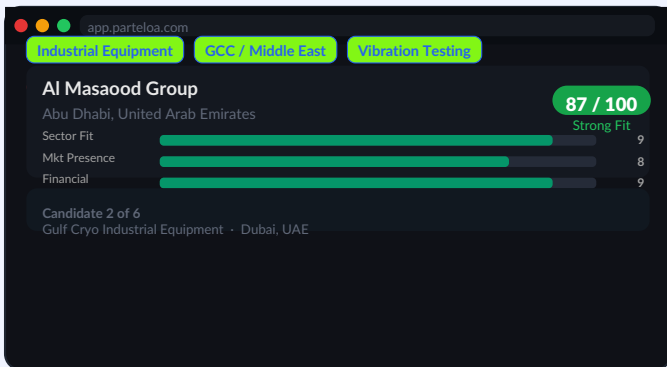 app.parteloa.com
Industrial Equipment GCC / Middle East Vibration Testing
Al Masaood Group
87 / 100
Abu Dhabi, United Arab Emirates
Strong Fit
Sector Fit 9
Mkt Presence 8
Financial 9
Candidate 2 of 6
Gulf Cryo Industrial Equipment · Dubai, UAE